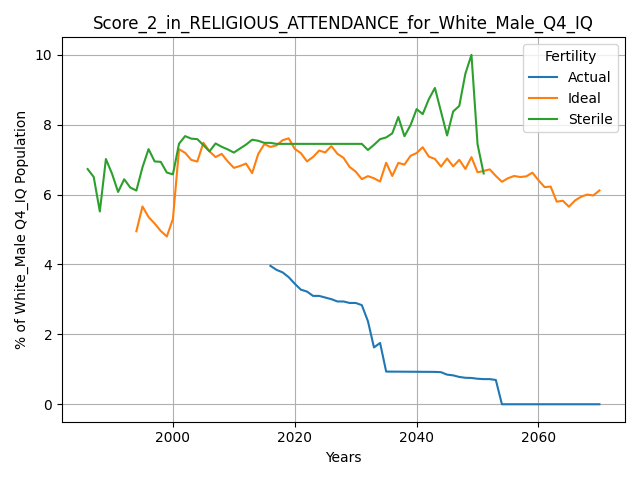 Score_2_in_RELIGIOUS_ATTENDANCE_for_White_Male_Q4_IQ
% of White_Male Q4_IQ Population
10
8
6
4
2
0
Fertility
Actual
Ideal
Sterile
2000
2020
2040
2060
Years